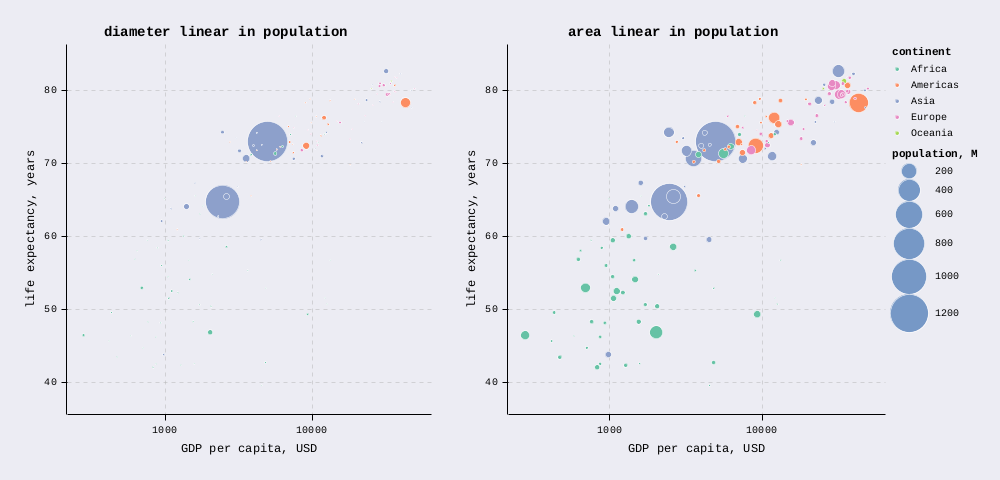 diameter linear in population
80
70
60
50
40
life expectancy, years
1000
10000
GDP per capita, USD
area linear in population
80
70
60
50
40
life expectancy, years
1000
10000
GDP per capita, USD
continent
Africa
Americas
Asia
Europe
Oceania
population, M
200
400
600
800
1000
1200